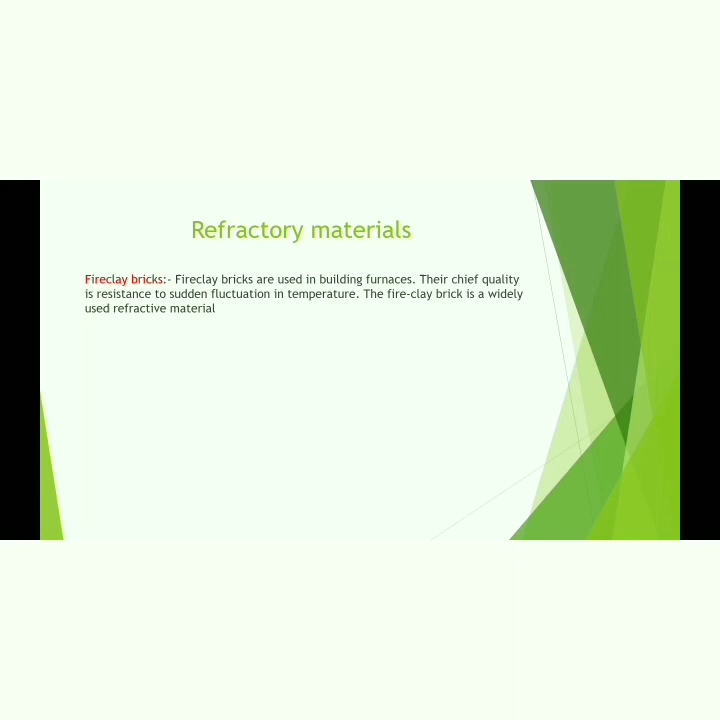 Refractory materials
Fireclay bricks:- Fireclay bricks are used in building furnaces. Their chief quality
is resistance to sudden fluctuation in temperature. The fire-clay brick is a widely
used refractive material